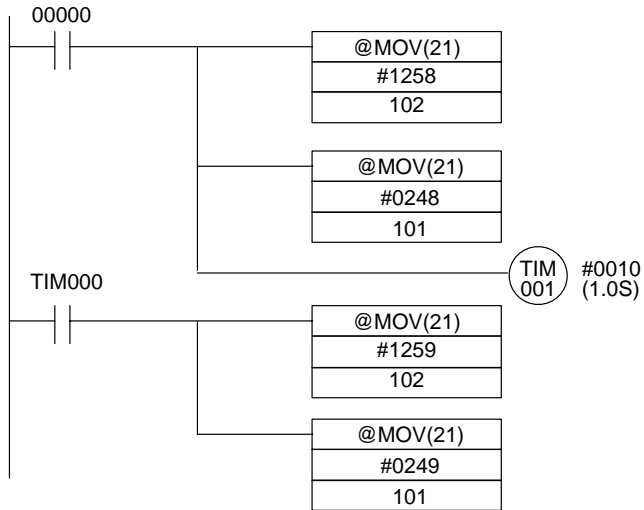 00000
@MOV(21)
#1258
102
@MOV(21)
#0248
101
TIM
001
#0010
(1.0S)
TIM000
@MOV(21)
#1259
102
@MOV(21)
#0249
101